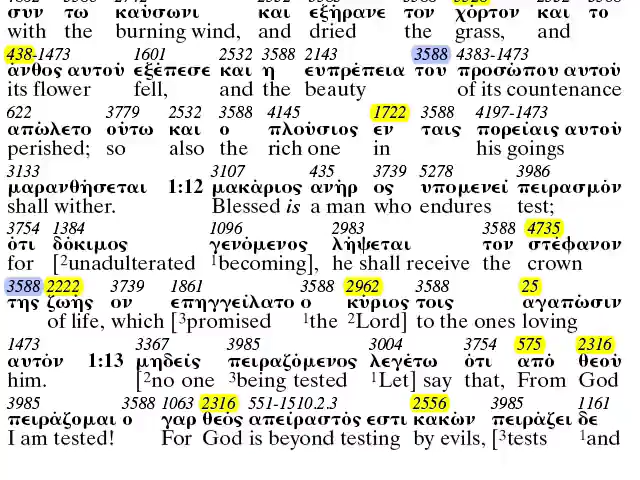 συν τω καύσωνι και εξήρανε τον χόρτον και το
with the burning wind, and dried the grass, and
438-1473 1601 2532 3588 2143 3588 4383-1473
άνθος αυτού εξέπεσε και η ευπρέπεια του προσώπου αυτού
its flower fell, and the beauty of its countenance
622 3779 2532 3588 4145 1722 3588 4197-1473
απώλετο ούτω και ο πλούσιος εν ταις πορείαις αυτού
perished; so also the rich one in his goings
3133 3107 435 3739 5278 3986
μαρανθήσεται 1:12 μακάριος ανήρ ος υπομενεί πειρασμόν
shall wither. Blessed is a man who endures test;
3754 1384 1096 2983 3588 4735
ότι δόκιμος γενόμενος λήψεται τον στέφανον
for [2unadulterated 1becoming], he shall receive the crown
3588 2222 3739 1861 3588 2962 3588 25
της ζωής ον επηγγείλατο ο κύριος τοις αγαπώσιν
of life, which [3promised 1the 2Lord] to the ones loving
1473 3367 3985 3004 3754 575 2316
αυτόν 1:13 μηδείς πειραζόμενος λεγέτω ότι από θεού
him. [2no one 3being tested 1Let] say that, From God
3985 3588 1063 2316 551-1510.2.3 2556 3985 1161
πειράζομαι ο γαρ θεός απείραστός εστι κακών πειράζει δε
I am tested! For God is beyond testing by evils, [3tests 1and